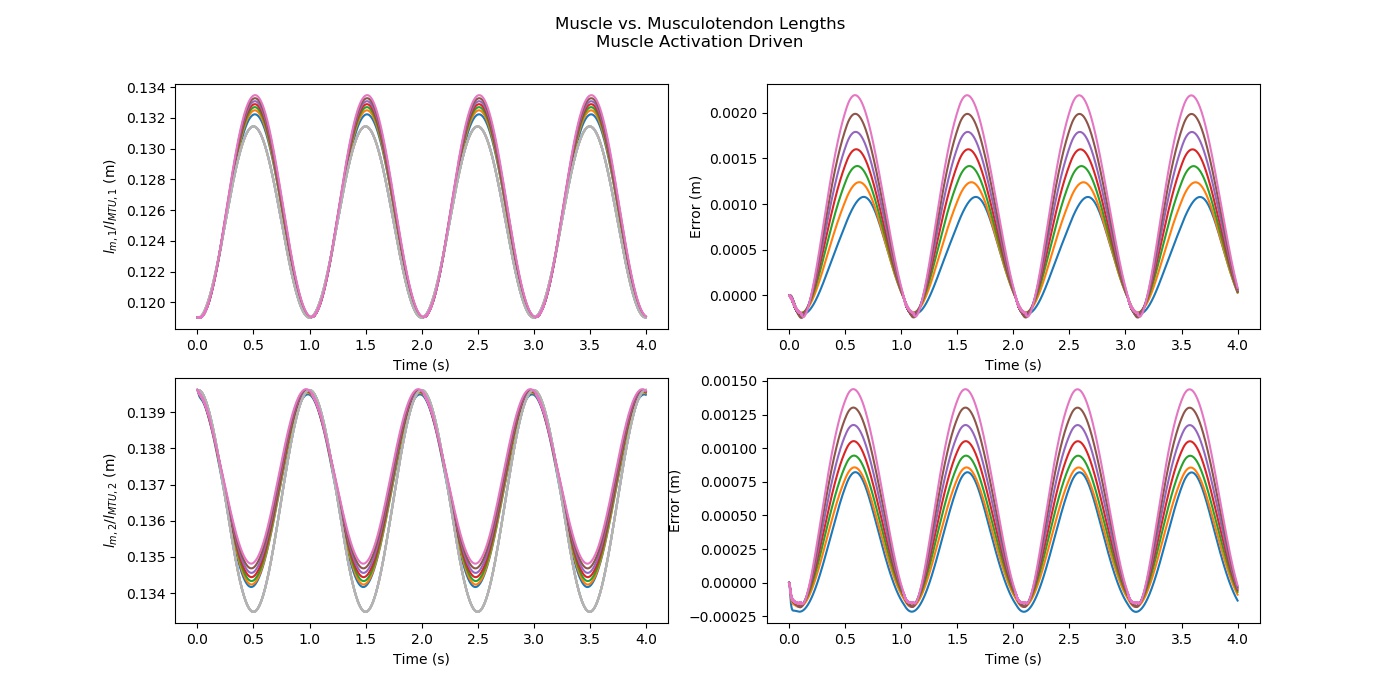 Muscle vs. Musculotendon Lengths
Muscle Activation Driven
0.134
0.132
0.130
0.128
0.126
0.124
0.122
0.120
l_{m,1}/l_{MTU,1} (m)
0.0 0.5 1.0 1.5 2.0 2.5 3.0 3.5 4.0
Time (s)
0.0020
0.0015
0.0010
0.0005
0.0000
Error (m)
0.0 0.5 1.0 1.5 2.0 2.5 3.0 3.5 4.0
Time (s)
0.139
0.138
0.137
0.136
0.135
0.134
l_{m,2}/l_{MTU,2} (m)
0.0 0.5 1.0 1.5 2.0 2.5 3.0 3.5 4.0
Time (s)
0.00150
0.00125
0.00100
0.00075
0.00050
0.00025
0.00000
−0.00025
Error (m)
0.0 0.5 1.0 1.5 2.0 2.5 3.0 3.5 4.0
Time (s)